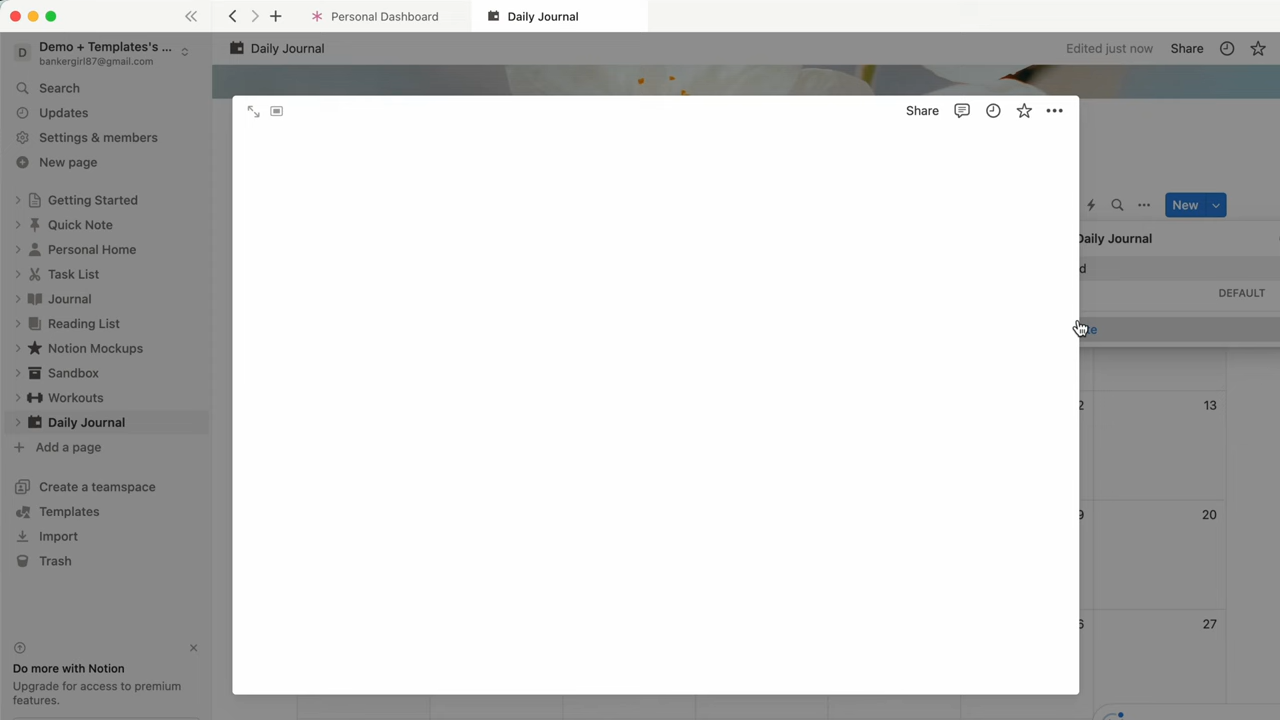 Personal Dashboard
Daily Journal
D
Demo + Templates's ...
bankergirl87@gmail.com
Daily Journal
Edited just now
Share
Search
Updates
Settings & members
New page
Getting Started
Quick Note
Personal Home
Task List
Journal
Reading List
Notion Mockups
Sandbox
Workouts
Daily Journal
Add a page
Create a teamspace
Templates
Import
Trash
Do more with Notion
Upgrade for access to premium
features.
Share
New
Daily Journal
DEFAULT
13
20
27